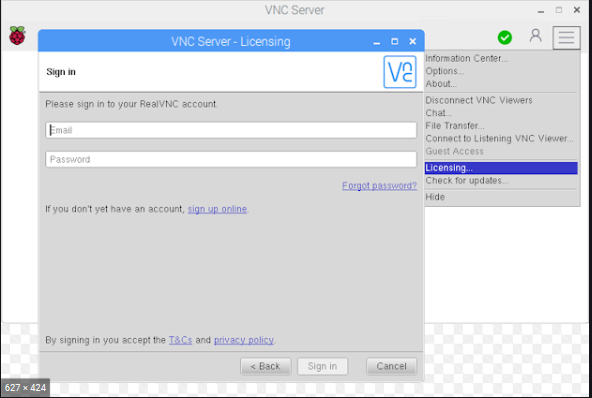 VNC Server
VNC Server - Licensing
Sign in
Please sign in to your RealVNC account.
Email
Password
Forgot password?
If you don't yet have an account, sign up online.
By signing in you accept the T&Cs and privacy policy.
< Back
Sign in
Cancel
Information Center...
Options...
About...
Disconnect VNC Viewers
Chat...
File Transfer...
Connect to Listening VNC Viewer...
Guest Access
Licensing...
Check for updates...
Hide
627 × 424